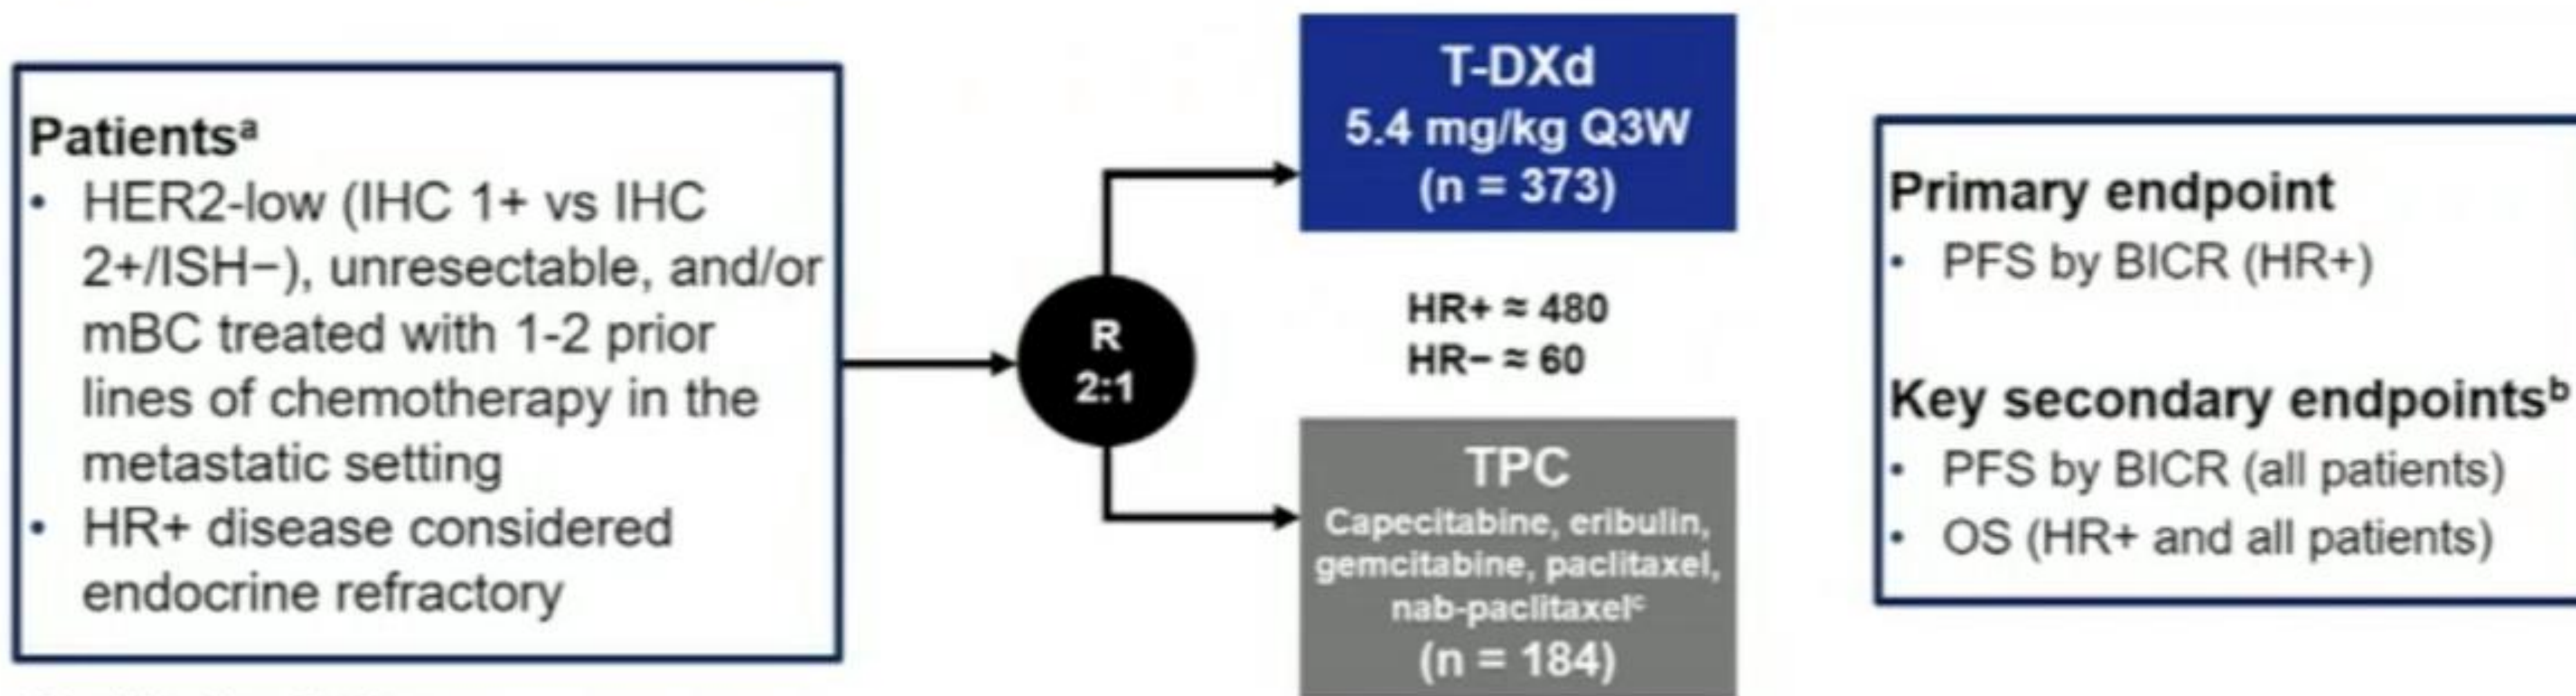 Patientsᵃ
• HER2-low (IHC 1+ vs IHC
2+/ISH−), unresectable, and/or
mBC treated with 1-2 prior
lines of chemotherapy in the
metastatic setting
• HR+ disease considered
endocrine refractory
R
2:1
T-DXd
5.4 mg/kg Q3W
(n = 373)
HR+ ≈ 480
HR− ≈ 60
TPC
Capecitabine, eribulin,
gemcitabine, paclitaxel,
nab-paclitaxelᶜ
(n = 184)
Primary endpoint
• PFS by BICR (HR+)
Key secondary endpointsᵇ
• PFS by BICR (all patients)
• OS (HR+ and all patients)